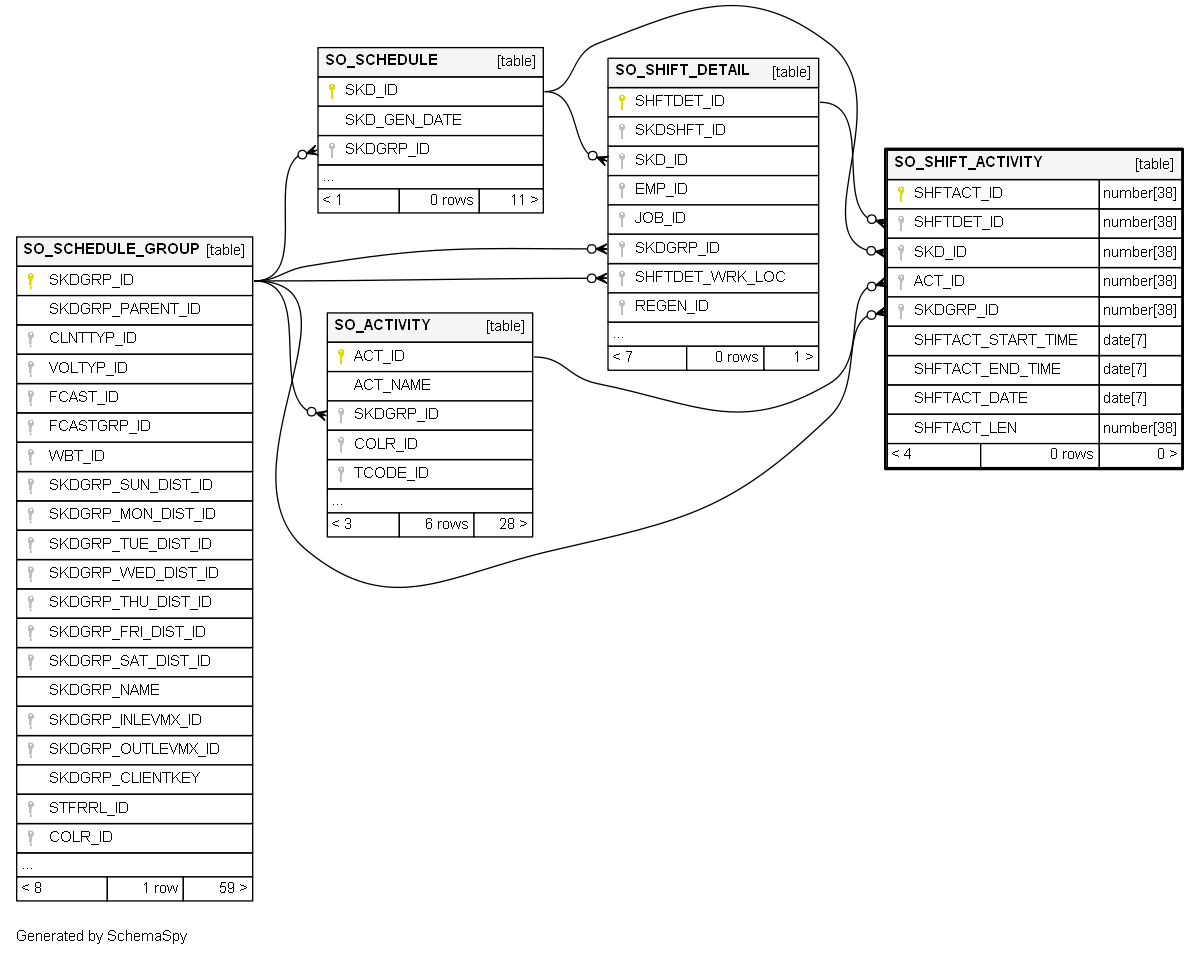 SO_SCHEDULE [table]
SKD_ID
SKD_GEN_DATE
SKDGRP_ID
...
< 1 0 rows 11 >
SO_SHIFT_DETAIL [table]
SHFTDET_ID
SKDSHFT_ID
SKD_ID
EMP_ID
JOB_ID
SKDGRP_ID
SHFTDET_WRK_LOC
REGEN_ID
...
< 7 0 rows 1 >
SO_SHIFT_ACTIVITY [table]
SHFTACT_ID number[38]
SHFTDET_ID number[38]
SKD_ID number[38]
ACT_ID number[38]
SKDGRP_ID number[38]
SHFTACT_START_TIME date[7]
SHFTACT_END_TIME date[7]
SHFTACT_DATE date[7]
SHFTACT_LEN number[38]
< 4 0 rows 0 >
SO_SCHEDULE_GROUP [table]
SKDGRP_ID
SKDGRP_PARENT_ID
CLNTTYP_ID
VOLTYP_ID
FCAST_ID
FCASTGRP_ID
WBT_ID
SKDGRP_SUN_DIST_ID
SKDGRP_MON_DIST_ID
SKDGRP_TUE_DIST_ID
SKDGRP_WED_DIST_ID
SKDGRP_THU_DIST_ID
SKDGRP_FRI_DIST_ID
SKDGRP_SAT_DIST_ID
SKDGRP_NAME
SKDGRP_INLEVMX_ID
SKDGRP_OUTLEVMX_ID
SKDGRP_CLIENTKEY
STFRRL_ID
COLR_ID
...
< 8 1 row 59 >
SO_ACTIVITY [table]
ACT_ID
ACT_NAME
SKDGRP_ID
COLR_ID
TCODE_ID
...
< 3 6 rows 28 >
Generated by SchemaSpy